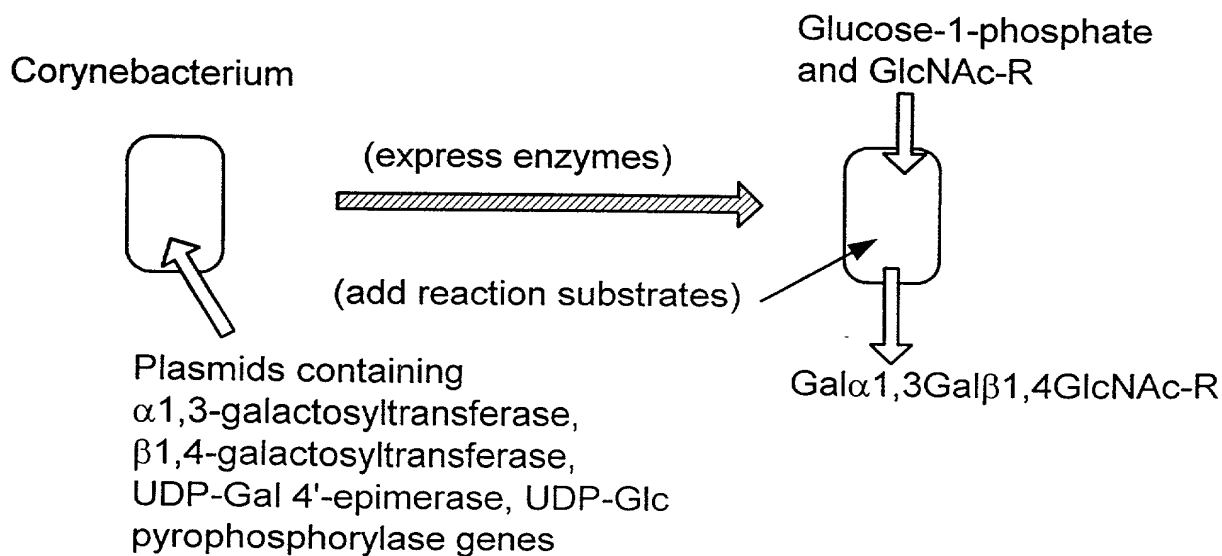 Corynebacterium
Glucose-1-phosphate
and GlcNAc-R
(express enzymes)
(add reaction substrates)
Plasmids containing
α1,3-galactosyltransferase,
β1,4-galactosyltransferase,
UDP-Gal 4'-epimerase, UDP-Glc
pyrophosphorylase genes
Galα1,3Galβ1,4GlcNAc-R